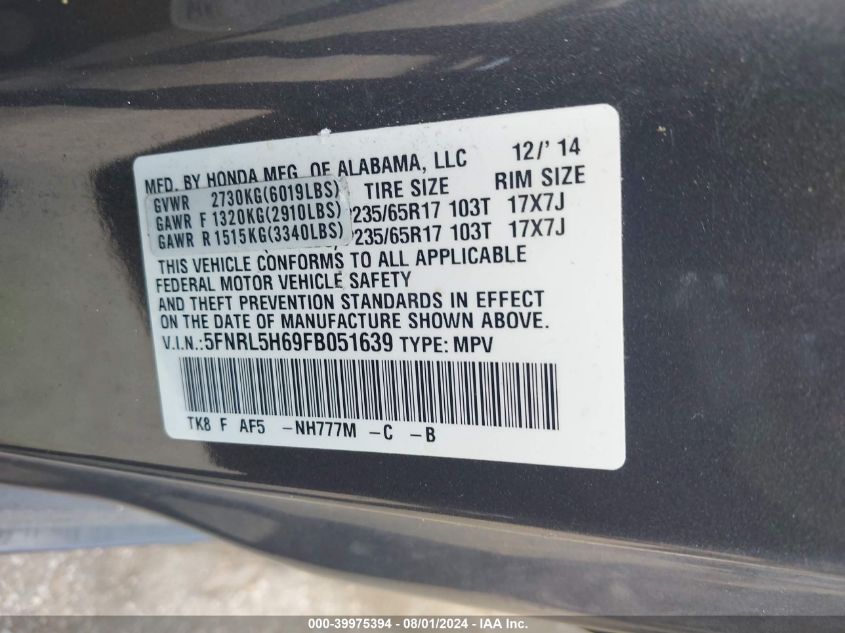 MFD. BY HONDA MFG. OF ALABAMA, LLC 12/' 14
GVWR 2730KG(6019LBS) TIRE SIZE RIM SIZE
GAWR F 1320KG(2910LBS) P235/65R17 103T 17X7J
GAWR R 1515KG(3340LBS) P235/65R17 103T 17X7J
THIS VEHICLE CONFORMS TO ALL APPLICABLE
FEDERAL MOTOR VEHICLE SAFETY
AND THEFT PREVENTION STANDARDS IN EFFECT
ON THE DATE OF MANUFACTURE SHOWN ABOVE.
V.I.N.:5FNRL5H69FB051639 TYPE: MPV
TK8 F AF5 -NH777M -C -B
000-39975394 - 08/01/2024 - IAA, Inc.